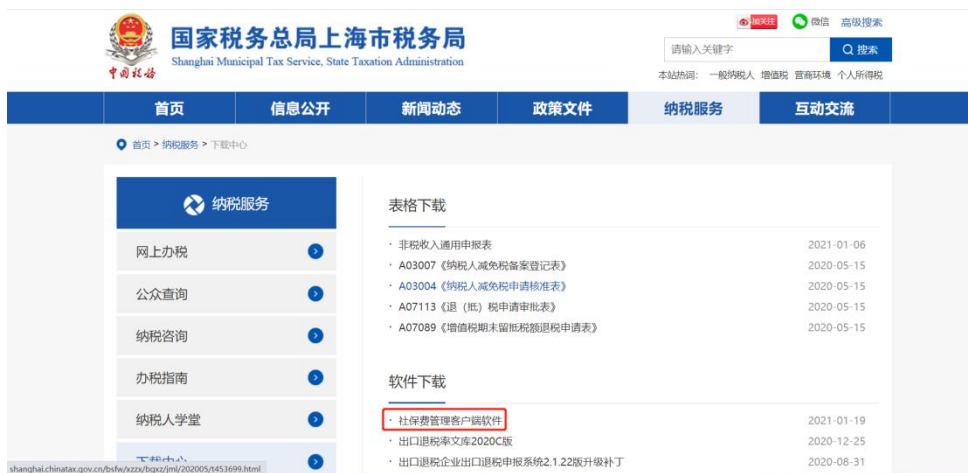 加关注 微信 高级搜索
国家税务总局上海市税务局
Shanghai Municipal Tax Service, State Taxation Administration
中国税务
请输入关键字 搜索
本站热词: 一般纳税人 增值税 营商环境 个人所得税
首页 信息公开 新闻动态 政策文件 纳税服务 互动交流
首页 > 纳税服务 > 下载中心
纳税服务
网上办税
公众查询
纳税咨询
办税指南
纳税人学堂
下载中心
表格下载
· 非税收入通用申报表 2021-01-06
· A03007《纳税人减免税备案登记表》 2020-05-15
· A03004《纳税人减免税申请核准表》 2020-05-15
· A07113《退(抵)税申请审批表》 2020-05-15
· A07089《增值税期末留抵税额退税申请表》 2020-05-15
软件下载
· 社保费管理客户端软件 2021-01-19
· 出口退税率文库2020C版 2020-12-25
· 出口退税企业出口退税申报系统2.1.22版升级补丁 2020-08-31
shanghai.chinatax.gov.cn/bsfw/xzzx/bgxz/jml/202005/t453699.html